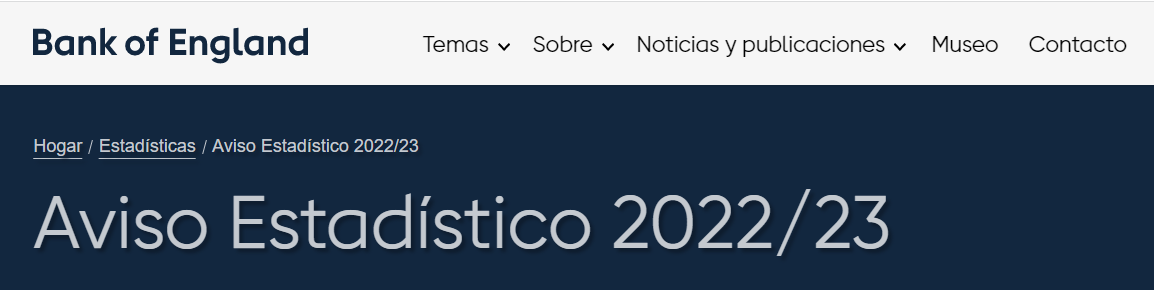 Bank of England Temas Sobre Noticias y publicaciones Museo Contacto
Hogar / Estadísticas / Aviso Estadístico 2022/23
Aviso Estadístico 2022/23